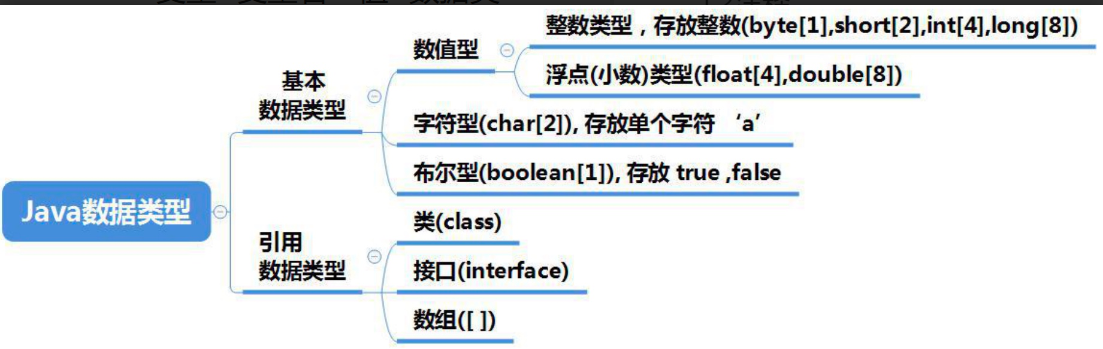 Java数据类型
基本
数据类型
数值型
整数类型，存放整数(byte[1],short[2],int[4],long[8])
浮点(小数)类型(float[4],double[8])
字符型(char[2]), 存放单个字符 ‘a’
布尔型(boolean[1]), 存放 true ,false
引用
数据类型
类(class)
接口(interface)
数组([ ])